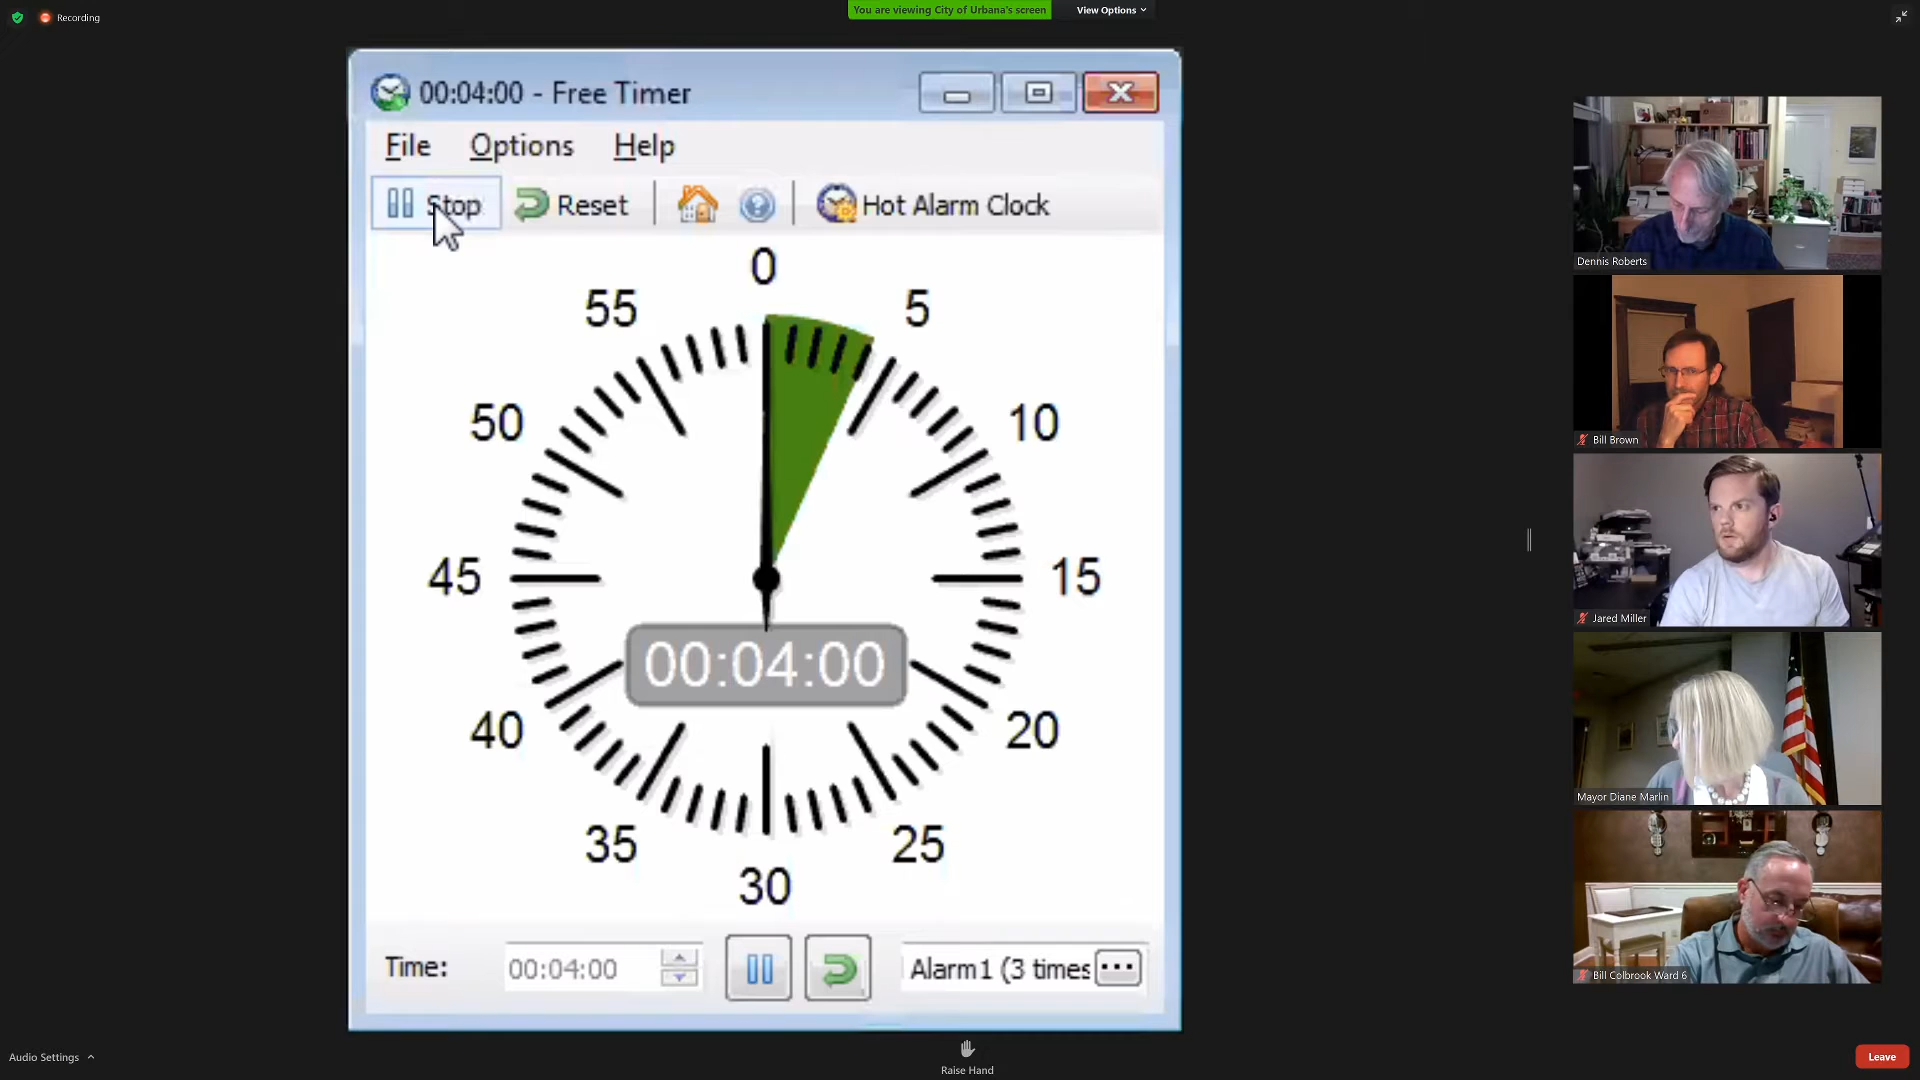 Recording
You are viewing City of Urbana's screen
View Options
00:04:00 - Free Timer
File Options Help
Stop Reset Hot Alarm Clock
0
55 5
50 10
45 15
00:04:00
40 20
35 25
30
Time: 00:04:00 Alarm1 (3 times ...
Dennis Roberts
Bill Brown
Jared Miller
Mayor Diane Marlin
Bill Colbrook Ward 6
Audio Settings
Raise Hand
Leave